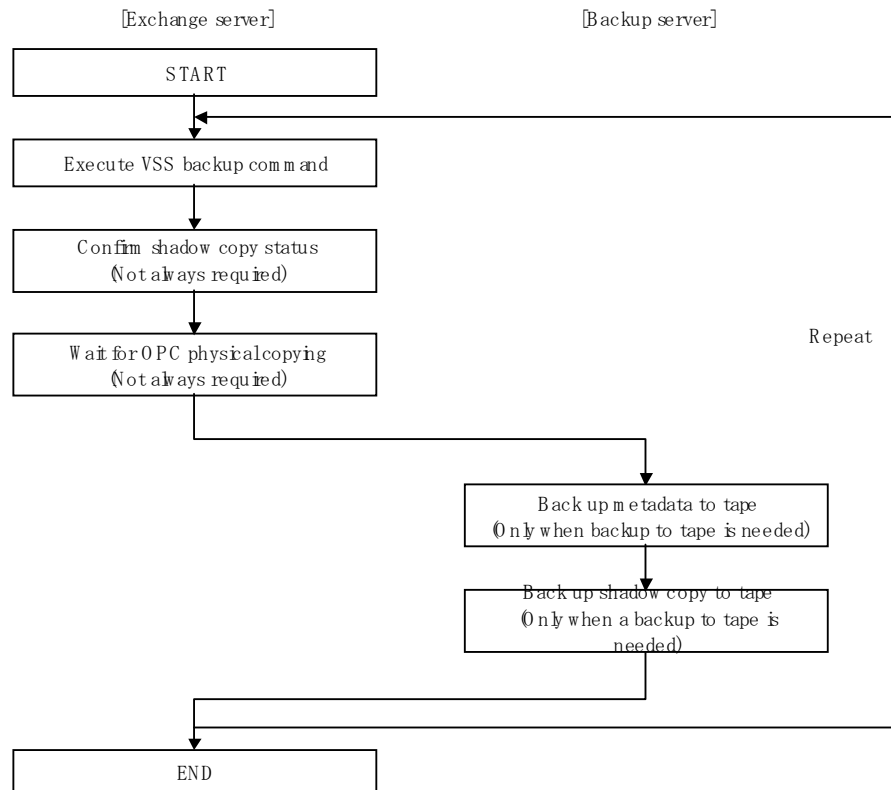 [Exchange server]
[Backup server]
START
Execute VSS backup command
Confirm shadow copy status
(Not always required)
Wait for OPC physical copying
(Not always required)
Repeat
Back up metadata to tape
(Only when backup to tape is needed)
Back up shadow copy to tape
(Only when a backup to tape is
needed)
END